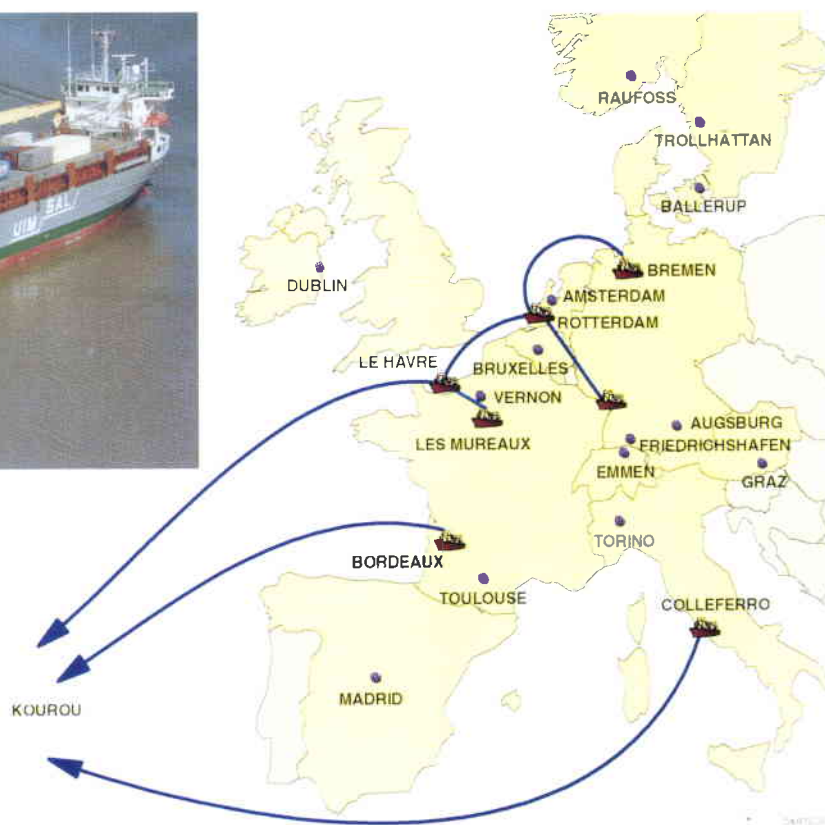 RAUFOSS
TROLLHATTAN
BALLERUP
DUBLIN
BREMEN
AMSTERDAM
ROTTERDAM
LE HAVRE
BRUXELLES
VERNON
LES MUREAUX
AUGSBURG
FRIEDRICHSHAFEN
EMMEN
GRAZ
TORINO
BORDEAUX
TOULOUSE
COLLEFERRO
MADRID
KOUROU